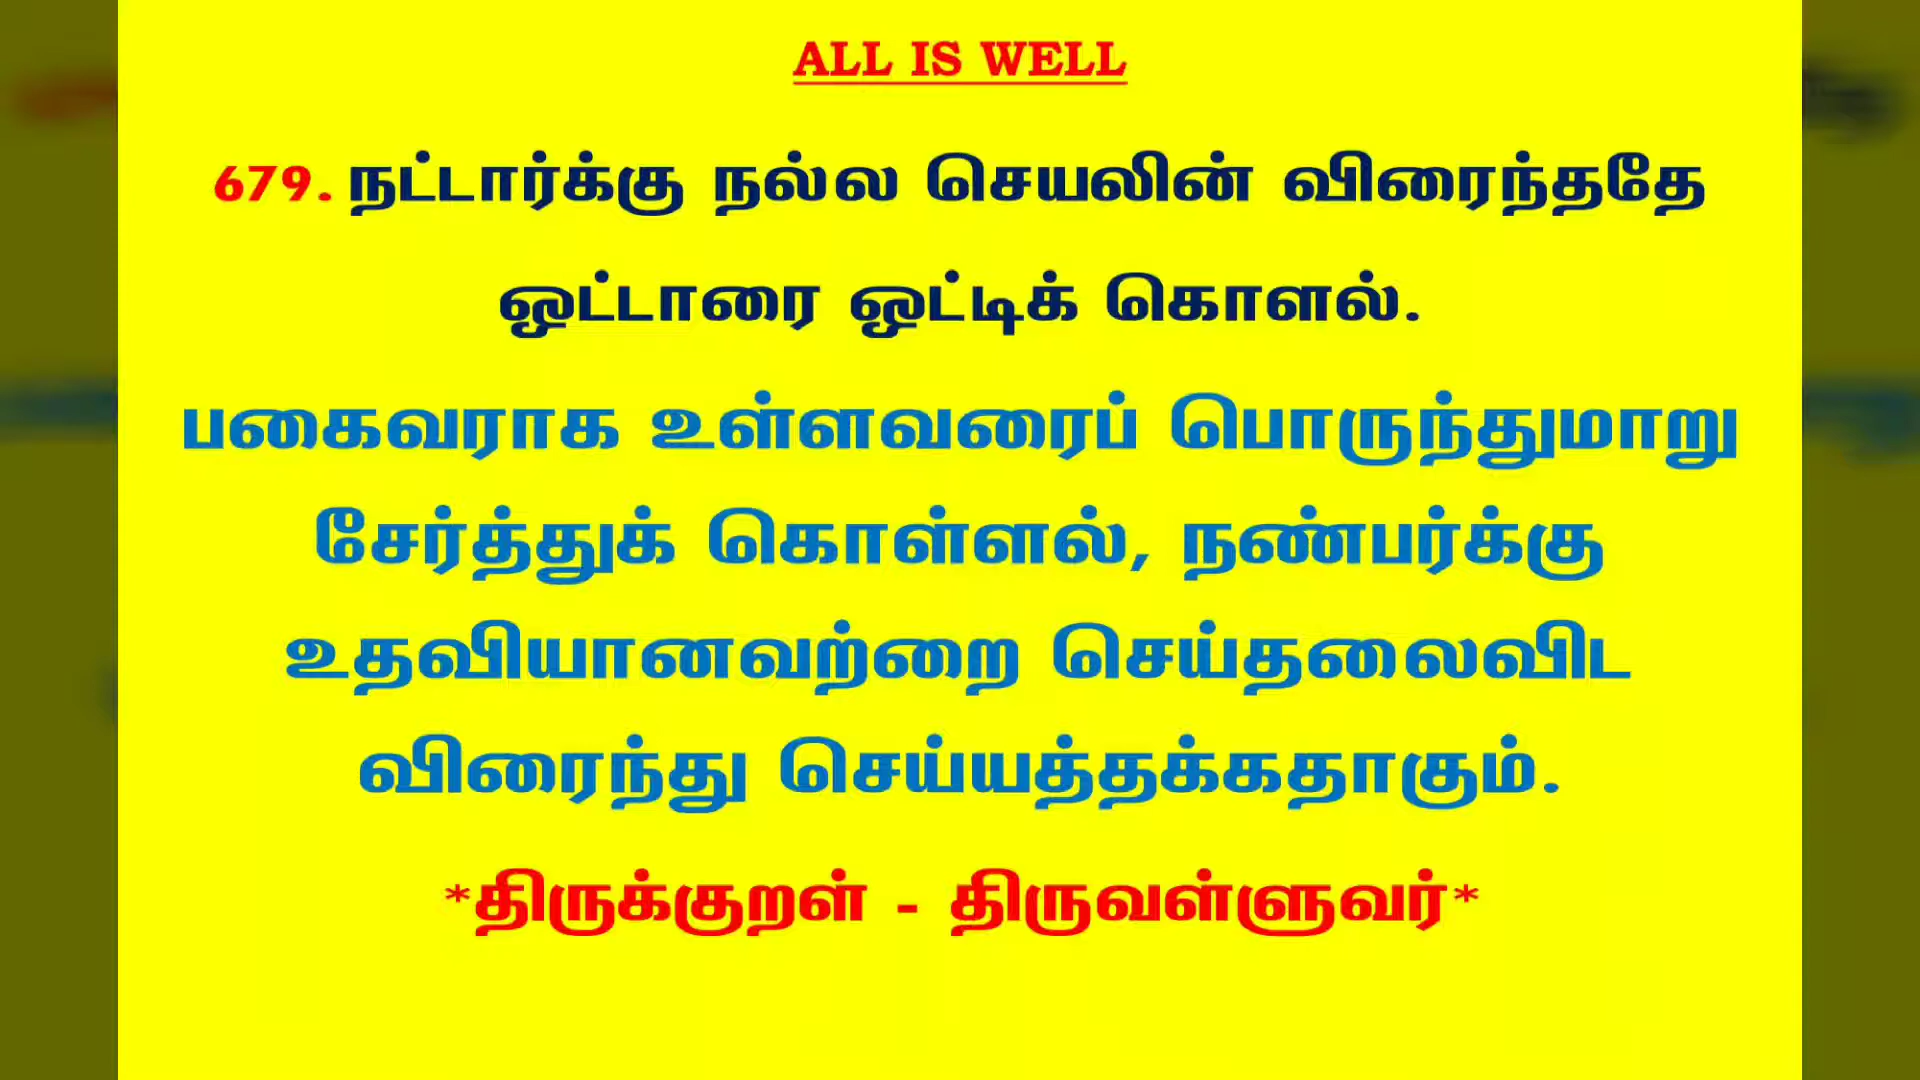 ALL IS WELL
679. நட்டார்க்கு நல்ல செயலின் விரைந்ததே
ஒட்டாரை ஒட்டிக் கொளல்.
பகைவராக உள்ளவரைப் பொருந்துமாறு
சேர்த்துக் கொள்ளல், நண்பர்க்கு
உதவியானவற்றை செய்தலைவிட
விரைந்து செய்யத்தக்கதாகும்.
*திருக்குறள் - திருவள்ளுவர்*